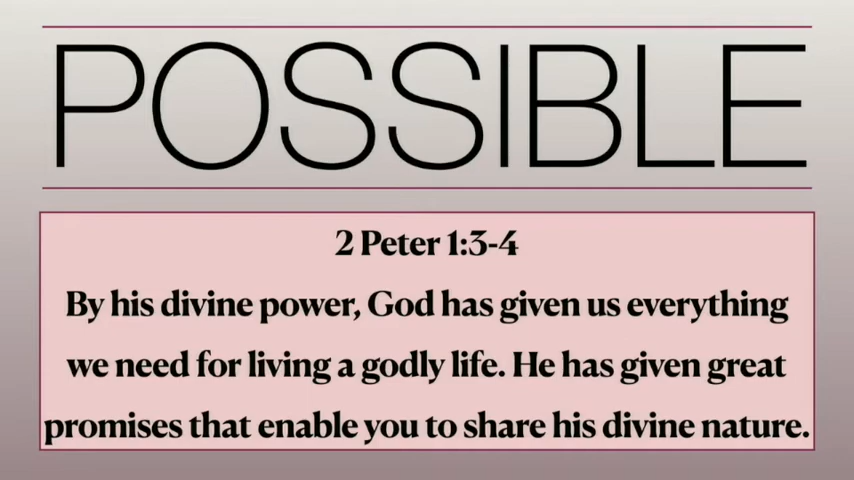 POSSIBLE
2 Peter 1:3-4
By his divine power, God has given us everything
we need for living a godly life. He has given great
promises that enable you to share his divine nature.